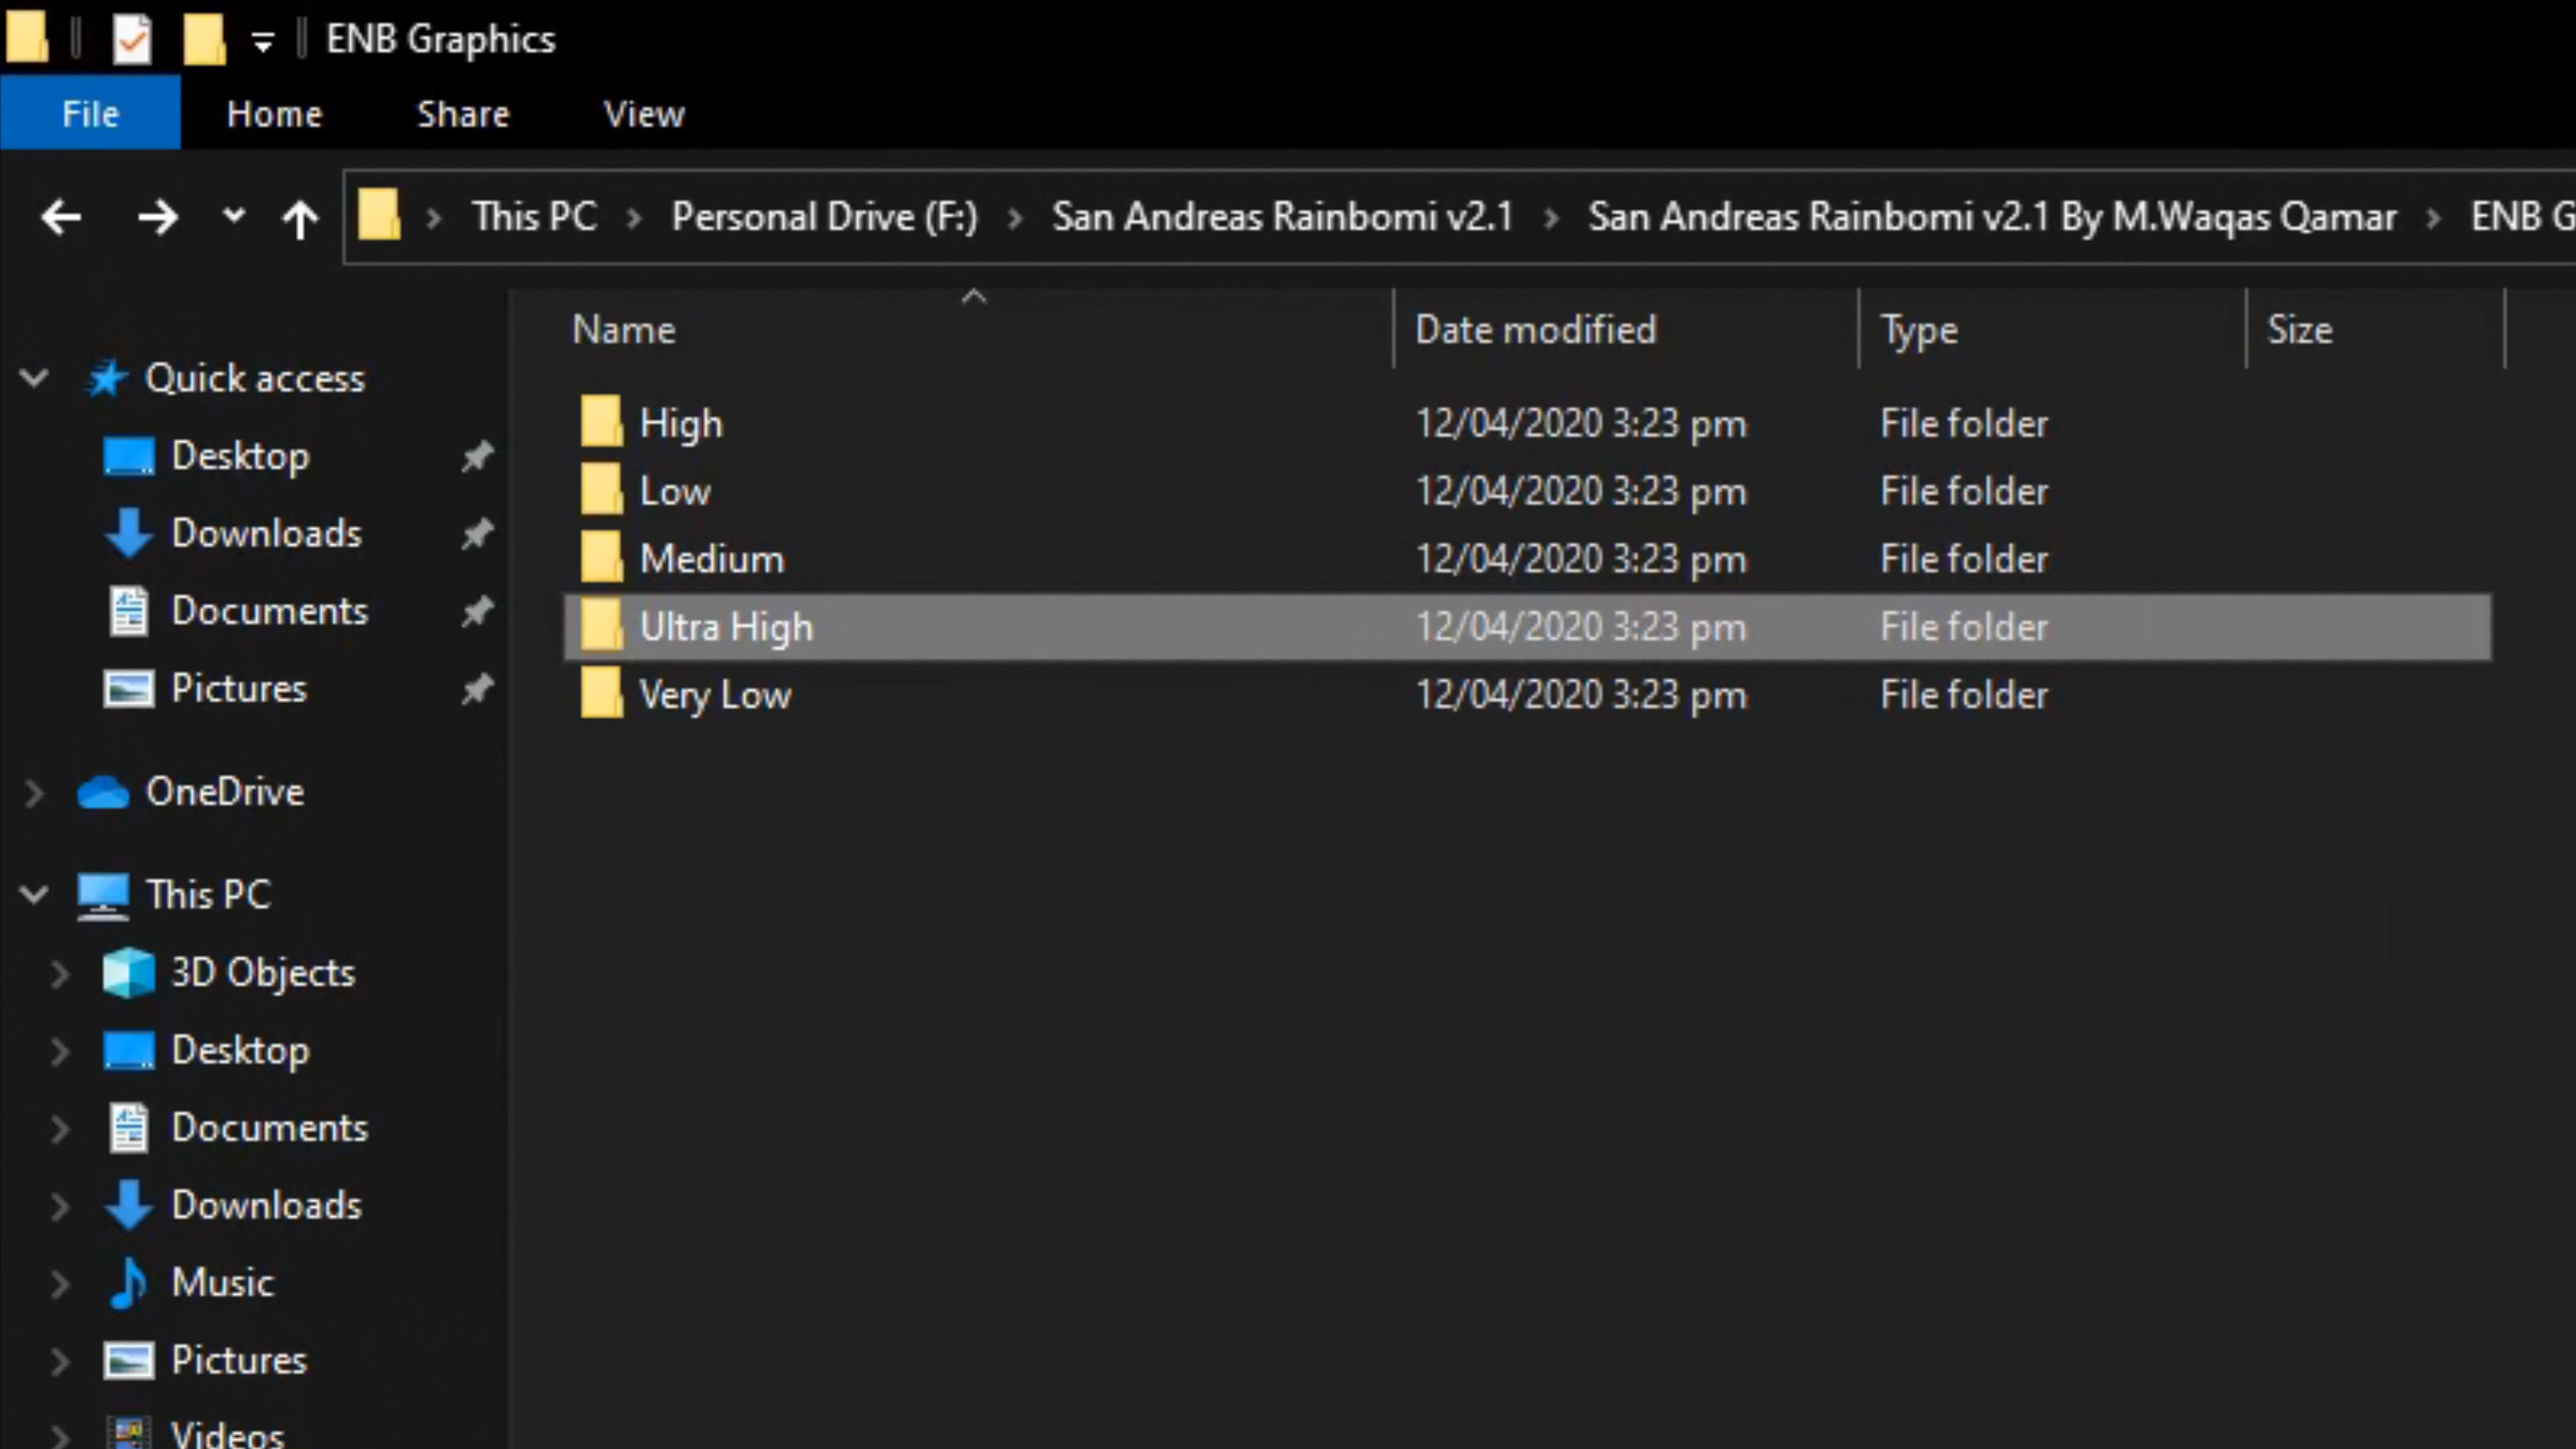 ENB Graphics
File Home Share View
This PC Personal Drive (F:) San Andreas Rainbomi v2.1 San Andreas Rainbomi v2.1 By M.Waqas Qamar ENB G
Name Date modified Type Size
Quick access
Desktop
Downloads
Documents
Pictures
OneDrive
This PC
3D Objects
Desktop
Documents
Downloads
Music
Pictures
Videos
High 12/04/2020 3:23 pm File folder
Low 12/04/2020 3:23 pm File folder
Medium 12/04/2020 3:23 pm File folder
Ultra High 12/04/2020 3:23 pm File folder
Very Low 12/04/2020 3:23 pm File folder